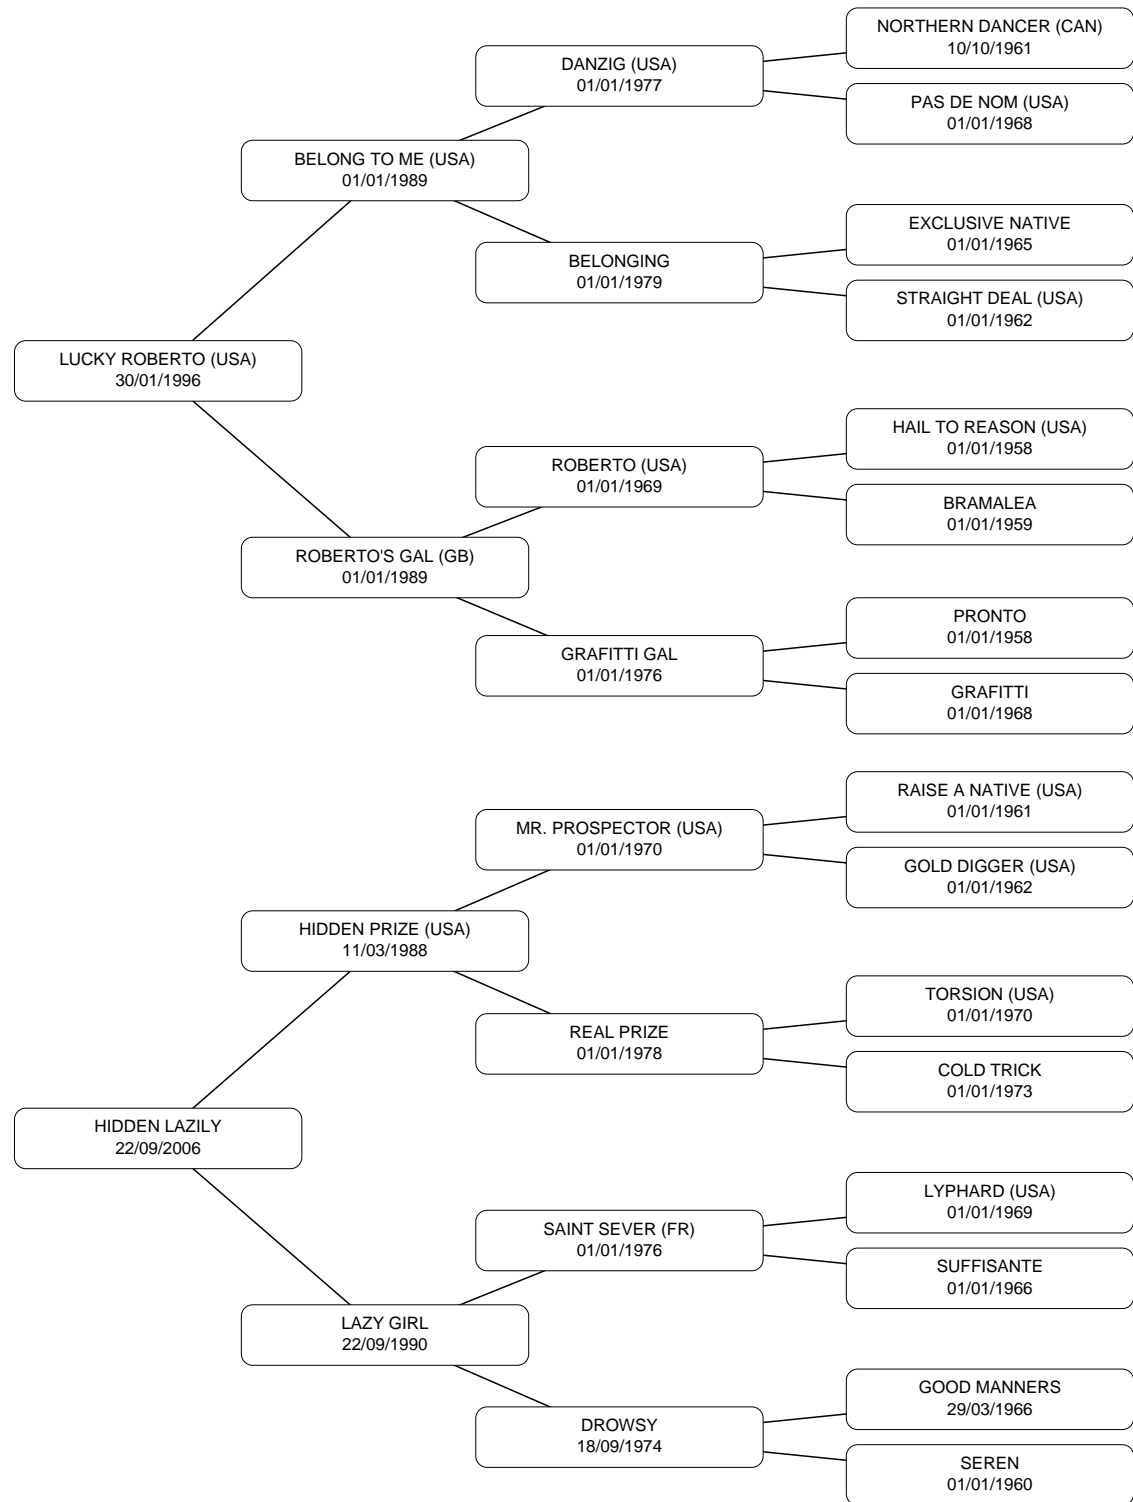 NORTHERN DANCER (CAN)
10/10/1961
DANZIG (USA)
01/01/1977
PAS DE NOM (USA)
01/01/1968
BELONG TO ME (USA)
01/01/1989
EXCLUSIVE NATIVE
01/01/1965
BELONGING
01/01/1979
STRAIGHT DEAL (USA)
01/01/1962
LUCKY ROBERTO (USA)
30/01/1996
HAIL TO REASON (USA)
01/01/1958
ROBERTO (USA)
01/01/1969
BRAMALEA
01/01/1959
ROBERTO'S GAL (GB)
01/01/1989
PRONTO
01/01/1958
GRAFITTI GAL
01/01/1976
GRAFITTI
01/01/1968
RAISE A NATIVE (USA)
01/01/1961
MR. PROSPECTOR (USA)
01/01/1970
GOLD DIGGER (USA)
01/01/1962
HIDDEN PRIZE (USA)
11/03/1988
TORSION (USA)
01/01/1970
REAL PRIZE
01/01/1978
COLD TRICK
01/01/1973
HIDDEN LAZILY
22/09/2006
LYPHARD (USA)
01/01/1969
SAINT SEVER (FR)
01/01/1976
SUFFISANTE
01/01/1966
LAZY GIRL
22/09/1990
GOOD MANNERS
29/03/1966
DROWSY
18/09/1974
SEREN
01/01/1960